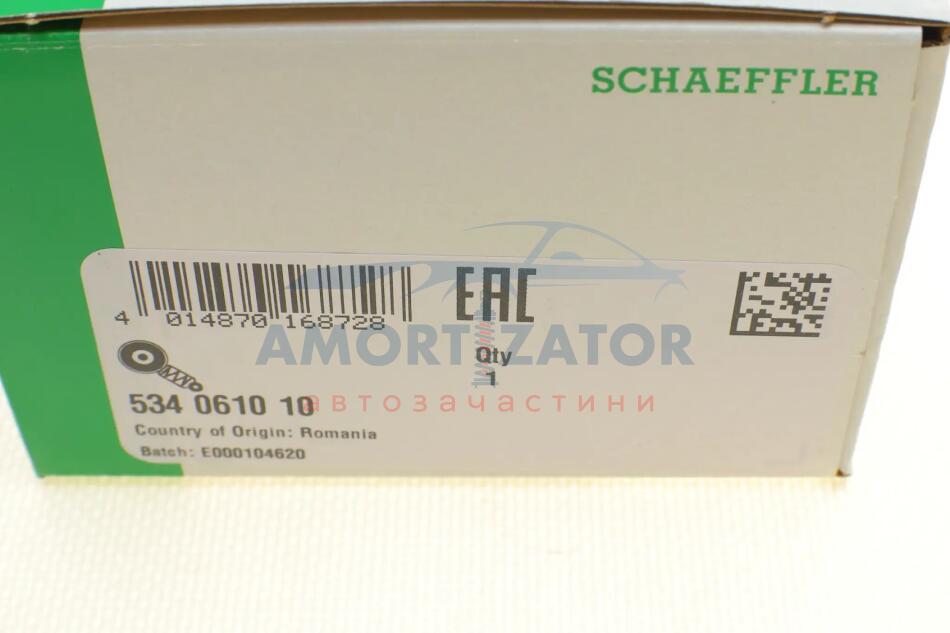 SCHAEFFLER
EAC
4 014870 168728
AMORTIZATOR
Qty
1
534 0610 10
автозачастини
Country of Origin: Romania
Batch: E000104620